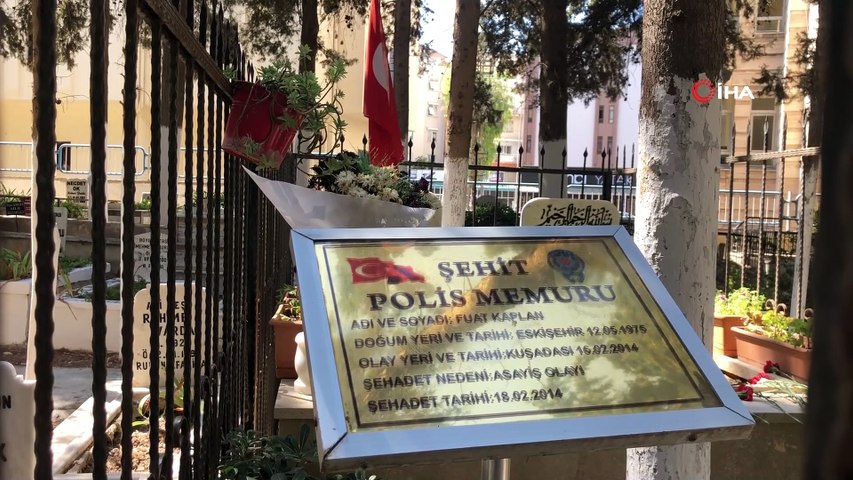 İHA
NECDET
OK
ŞEHİT
POLİS MEMURU
ADI VE SOYADI: FUAT KAPLAN
DOĞUM YERİ VE TARİHİ: ESKİŞEHİR 12.05.1975
OLAY YERİ VE TARİHİ:KUŞADASI 16.02.2014
ŞEHADET NEDENİ:ASAYİŞ OLAYI
ŞEHADET TARİHİ:18.02.2014